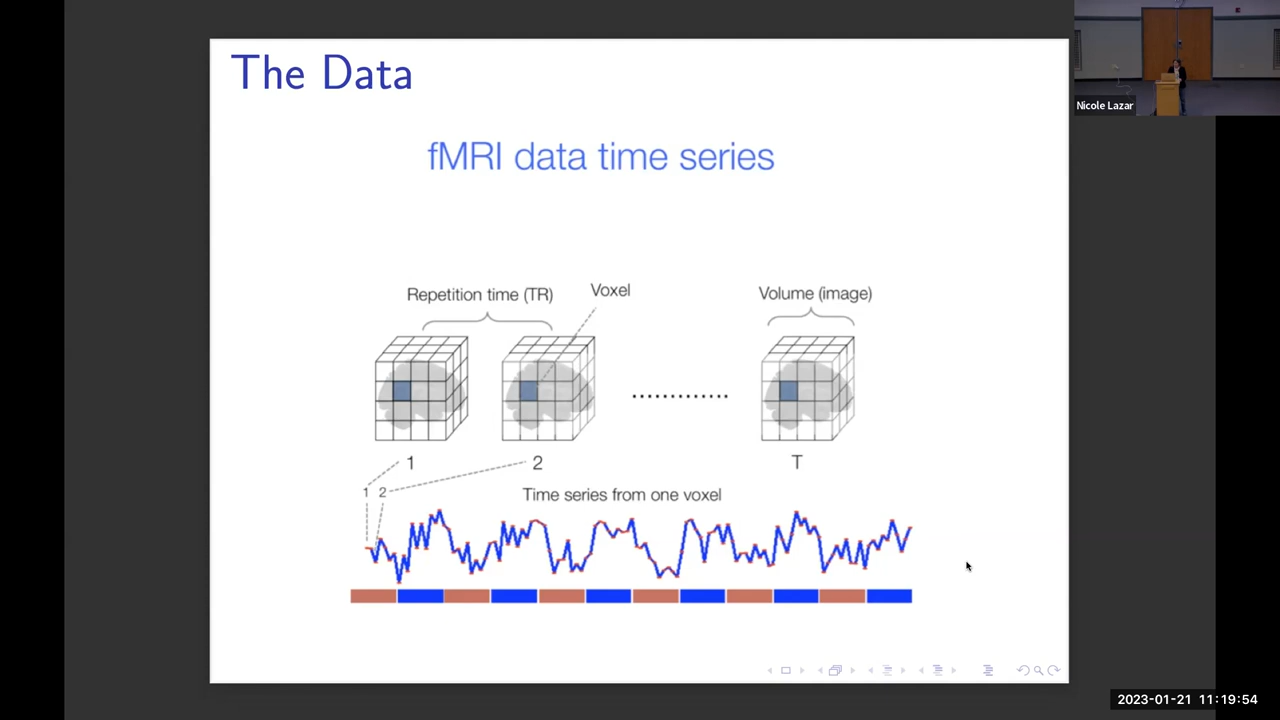 The Data
fMRI data time series
Repetition time (TR)
Voxel
Volume (image)
1
2
T
1 2
Time series from one voxel
Nicole Lazar
2023-01-21 11:19:54